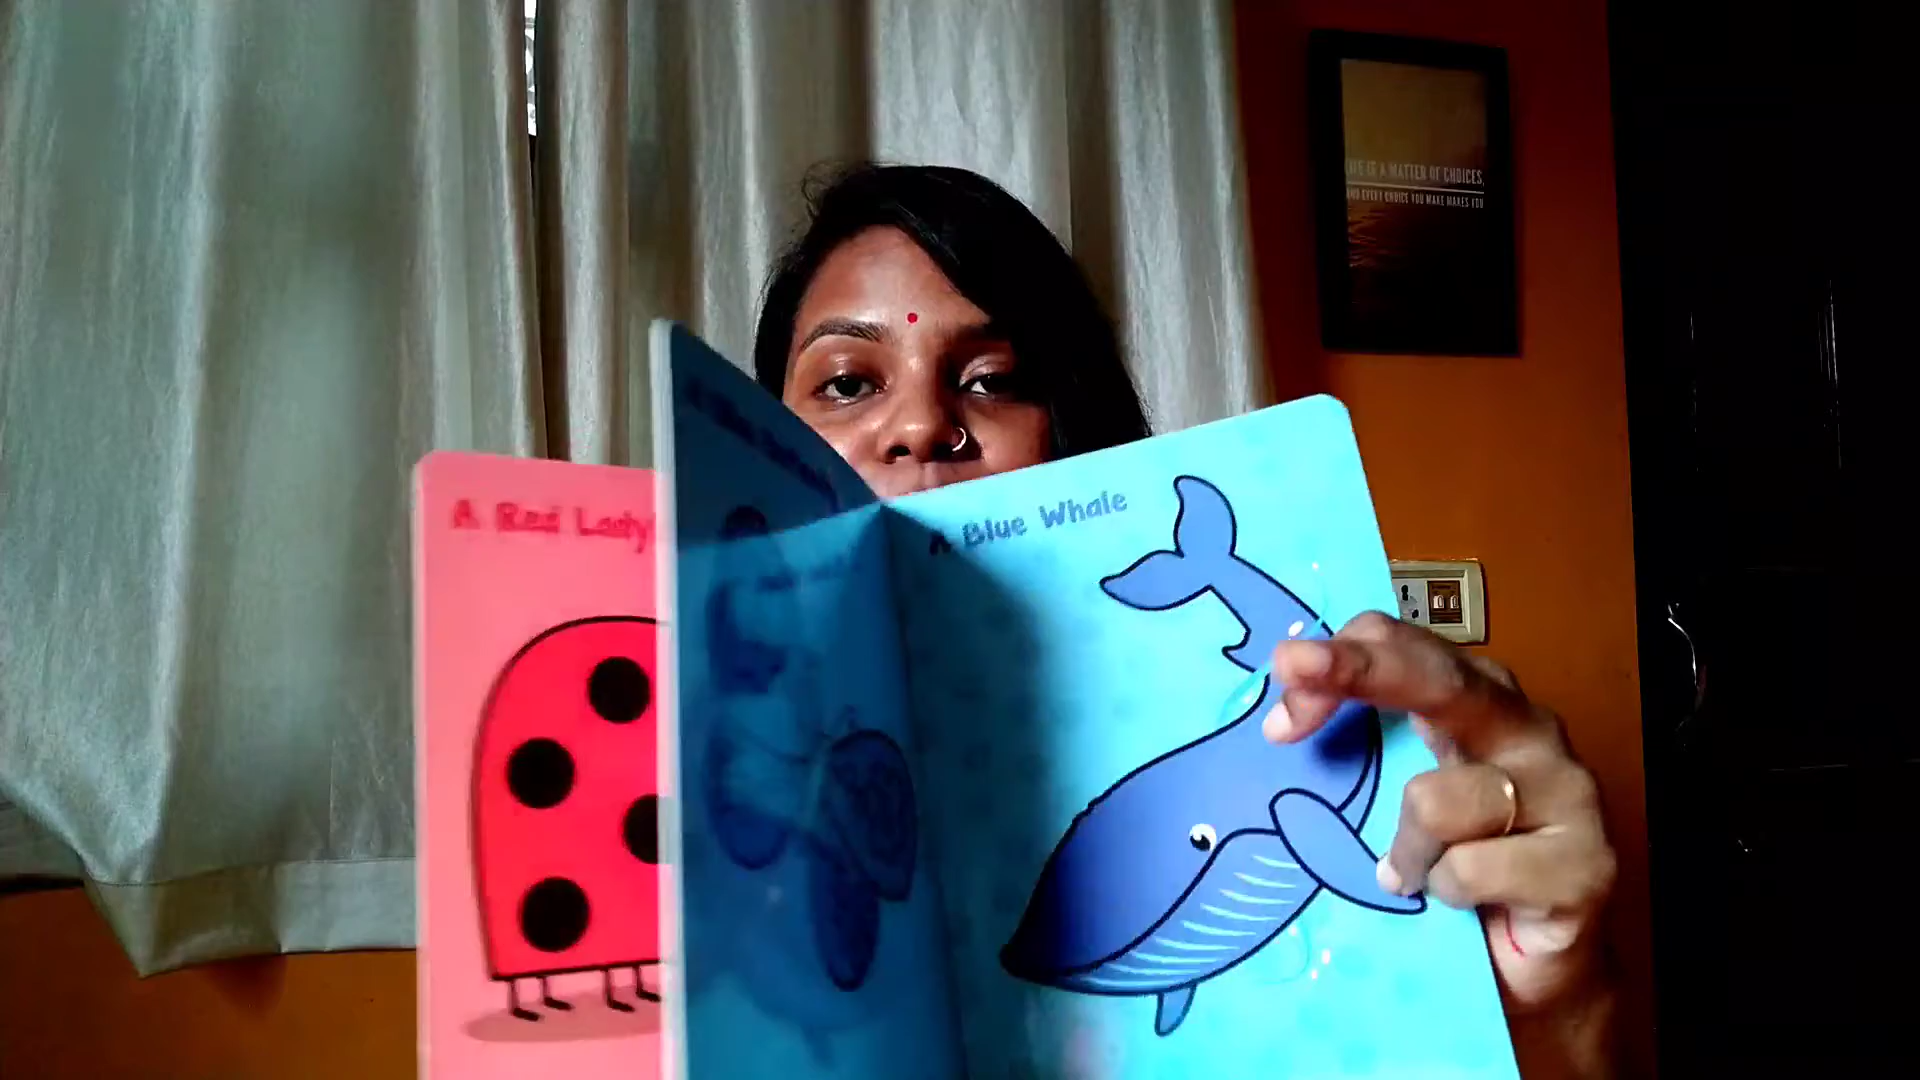 LIFE IS A MATTER OF CHOICES,
AND EVERY CHOICE YOU MAKE MAKES YOU
A Red Lady
A Blue Whale